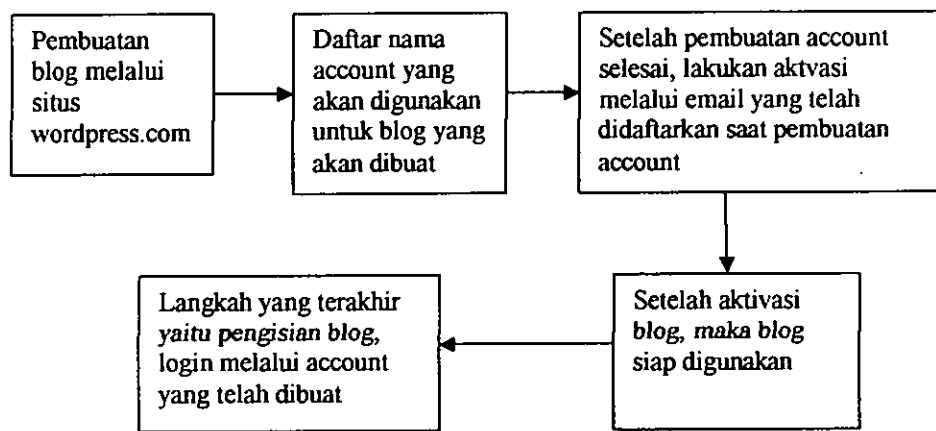 Pembuatan
blog melalui
situs
wordpress.com
Daftar nama
account yang
akan digunakan
untuk blog yang
akan dibuat
Setelah pembuatan account
selesai, lakukan aktvasi
melalui email yang telah
didaftarkan saat pembuatan
account
Setelah aktivasi
blog, maka blog
siap digunakan
Langkah yang terakhir
yaitu pengisian blog,
login melalui account
yang telah dibuat